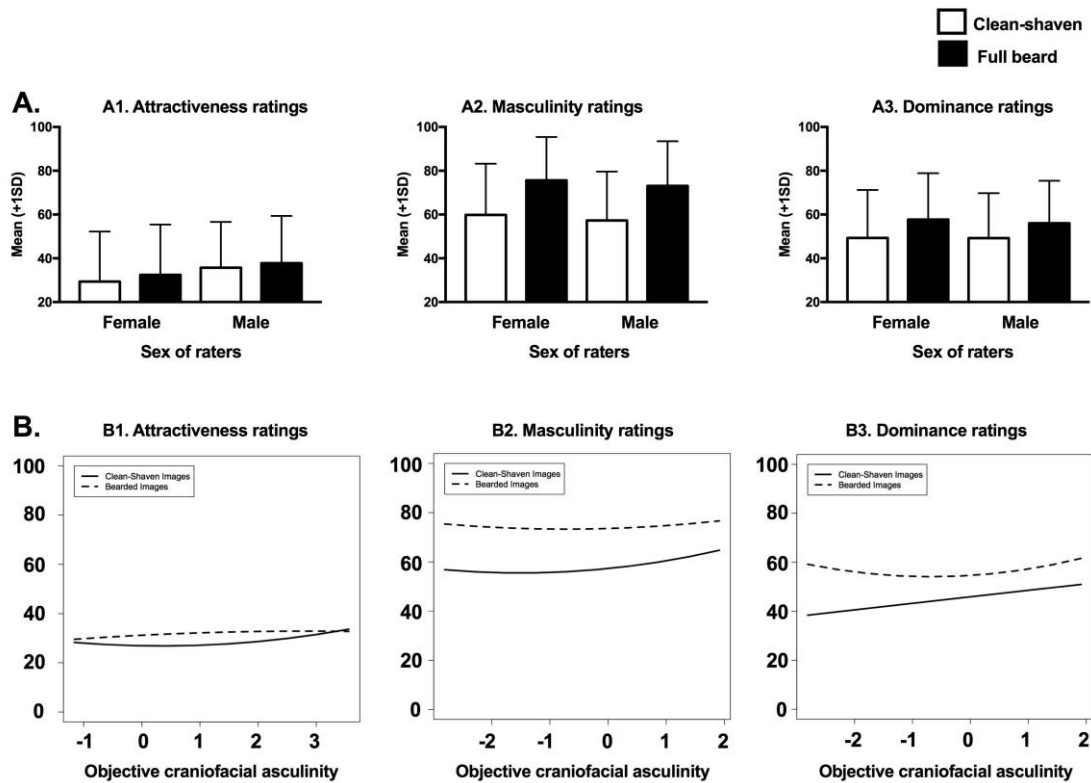 Clean-shaven
Full beard
A.
A1. Attractiveness ratings
100
80
60
40
20
Mean (+1SD)
Female Male
Sex of raters
A2. Masculinity ratings
100
80
60
40
20
Mean (+1SD)
Female Male
Sex of raters
A3. Dominance ratings
100
80
60
40
20
Mean (+1SD)
Female Male
Sex of raters
B.
B1. Attractiveness ratings
Clean-Shaven Images
Bearded Images
100
80
60
40
20
0
-1 0 1 2 3
Objective craniofacial asculinity
B2. Masculinity ratings
Clean-Shaven Images
Bearded Images
100
80
60
40
20
0
-2 -1 0 1 2
Objective craniofacial asculinity
B3. Dominance ratings
Clean-Shaven Images
Bearded Images
100
80
60
40
20
0
-2 -1 0 1 2
Objective craniofacial asculinity